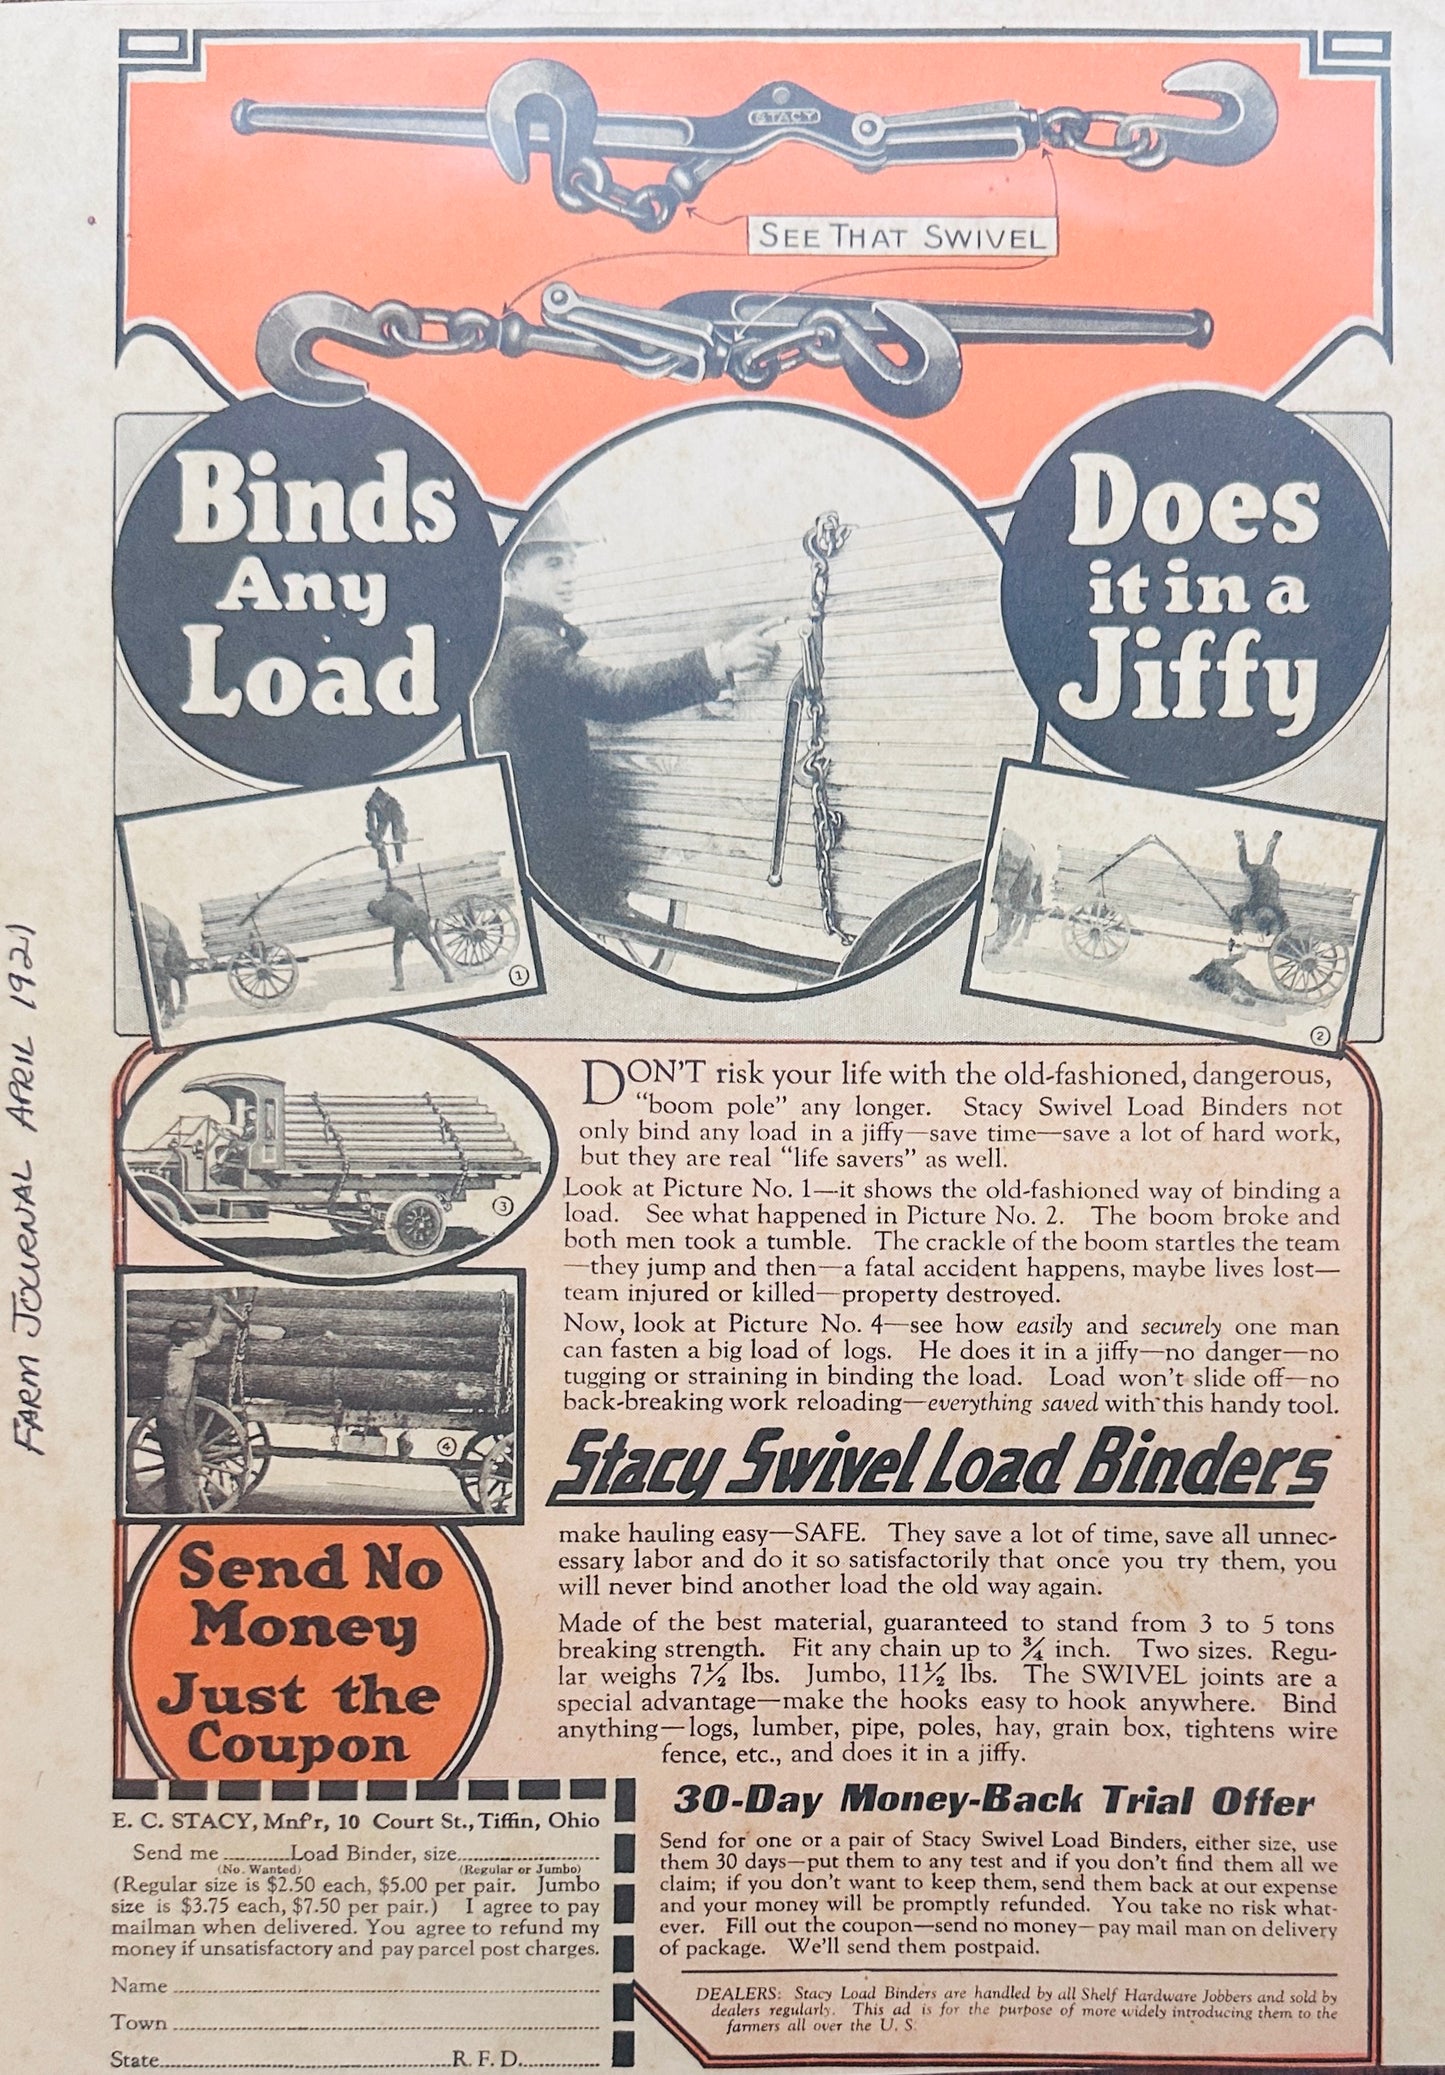 STACY
SEE THAT SWIVEL
Binds
Any
Load
Does
it in a
Jiffy
1
2
3
4
FARM JOURNAL APRIL 1921
DON'T risk your life with the old-fashioned, dangerous,
"boom pole" any longer. Stacy Swivel Load Binders not
only bind any load in a jiffy—save time—save a lot of hard work,
but they are real "life savers" as well.
Look at Picture No. 1—it shows the old-fashioned way of binding a
load. See what happened in Picture No. 2. The boom broke and
both men took a tumble. The crackle of the boom startles the team
—they jump and then—a fatal accident happens, maybe lives lost—
team injured or killed—property destroyed.
Now, look at Picture No. 4—see how easily and securely one man
can fasten a big load of logs. He does it in a jiffy—no danger—no
tugging or straining in binding the load. Load won't slide off—no
back-breaking work reloading—everything saved with this handy tool.
Stacy Swivel Load Binders
make hauling easy—SAFE. They save a lot of time, save all unnec-
essary labor and do it so satisfactorily that once you try them, you
will never bind another load the old way again.
Made of the best material, guaranteed to stand from 3 to 5 tons
breaking strength. Fit any chain up to ¾ inch. Two sizes. Regu-
lar weighs 7½ lbs. Jumbo, 11½ lbs. The SWIVEL joints are a
special advantage—make the hooks easy to hook anywhere. Bind
anything—logs, lumber, pipe, poles, hay, grain box, tightens wire
fence, etc., and does it in a jiffy.
Send No
Money
Just the
Coupon
E. C. STACY, Mnf'r, 10 Court St., Tiffin, Ohio
Send me ..........Load Binder, size....................
(No. Wanted) (Regular or Jumbo)
(Regular size is $2.50 each, $5.00 per pair. Jumbo
size is $3.75 each, $7.50 per pair.) I agree to pay
mailman when delivered. You agree to refund my
money if unsatisfactory and pay parcel post charges.
Name
Town
State....................R. F. D.............
30-Day Money-Back Trial Offer
Send for one or a pair of Stacy Swivel Load Binders, either size, use
them 30 days—put them to any test and if you don't find them all we
claim; if you don't want to keep them, send them back at our expense
and your money will be promptly refunded. You take no risk what-
ever. Fill out the coupon—send no money—pay mail man on delivery
of package. We'll send them postpaid.
DEALERS: Stacy Load Binders are handled by all Shelf Hardware Jobbers and sold by
dealers regularly. This ad is for the purpose of more widely introducing them to the
farmers all over the U. S.